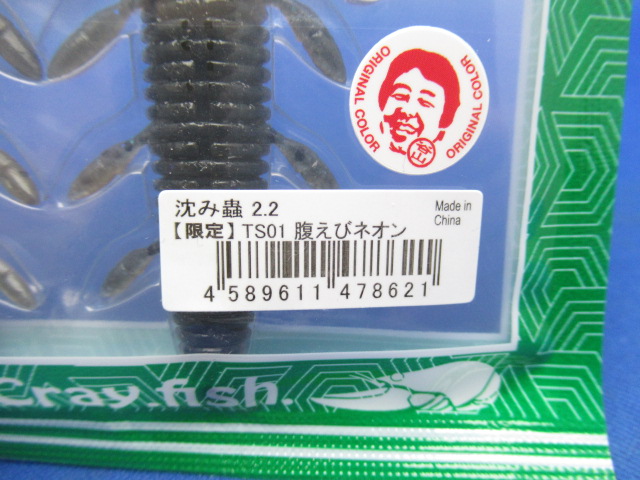 ORIGINAL COLOR
ORIGINAL COLOR
沈み蟲 2.2
Made in
China
【限定】TS01 腹えびネオン
4 589611 478621
Cray fish.